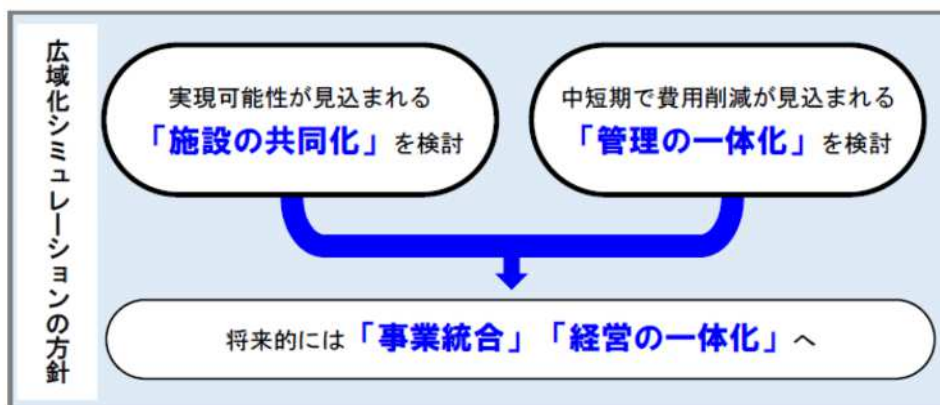 広域化シミュレーションの方針
実現可能性が見込まれる
「施設の共同化」を検討
中短期で費用削減が見込まれる
「管理の一体化」を検討
将来的には「事業統合」「経営の一体化」へ